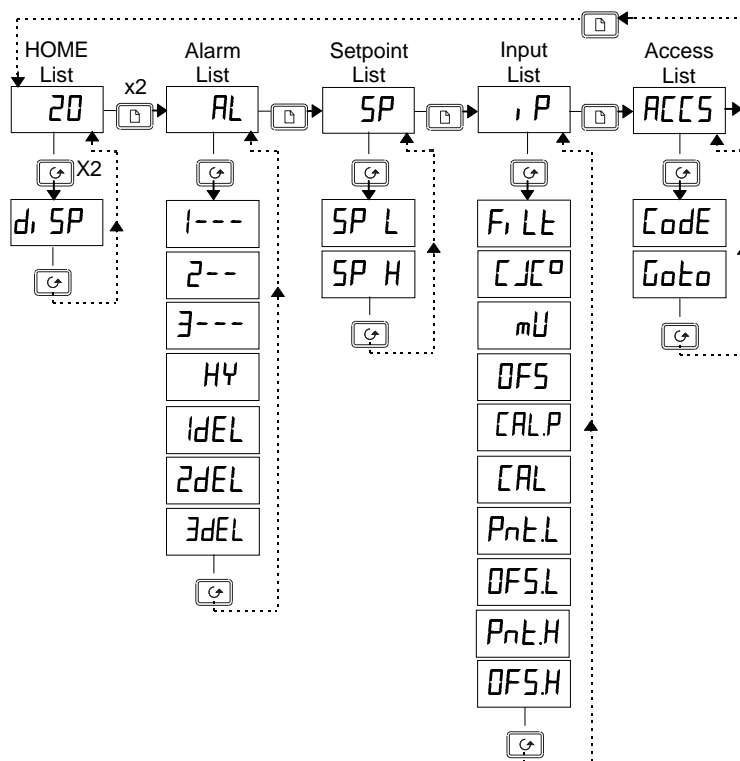 HOME List
Alarm List
Setpoint List
Input List
Access List
20
x2
AL
SP
iP
ACCS
X2
diSP
1---
2--
3---
HY
1dEL
2dEL
3dEL
SP L
SP H
FiLt
CJCº
mV
OFS
CAL.P
CAL
Pnt.L
OFS.L
Pnt.H
OFS.H
CodE
Goto